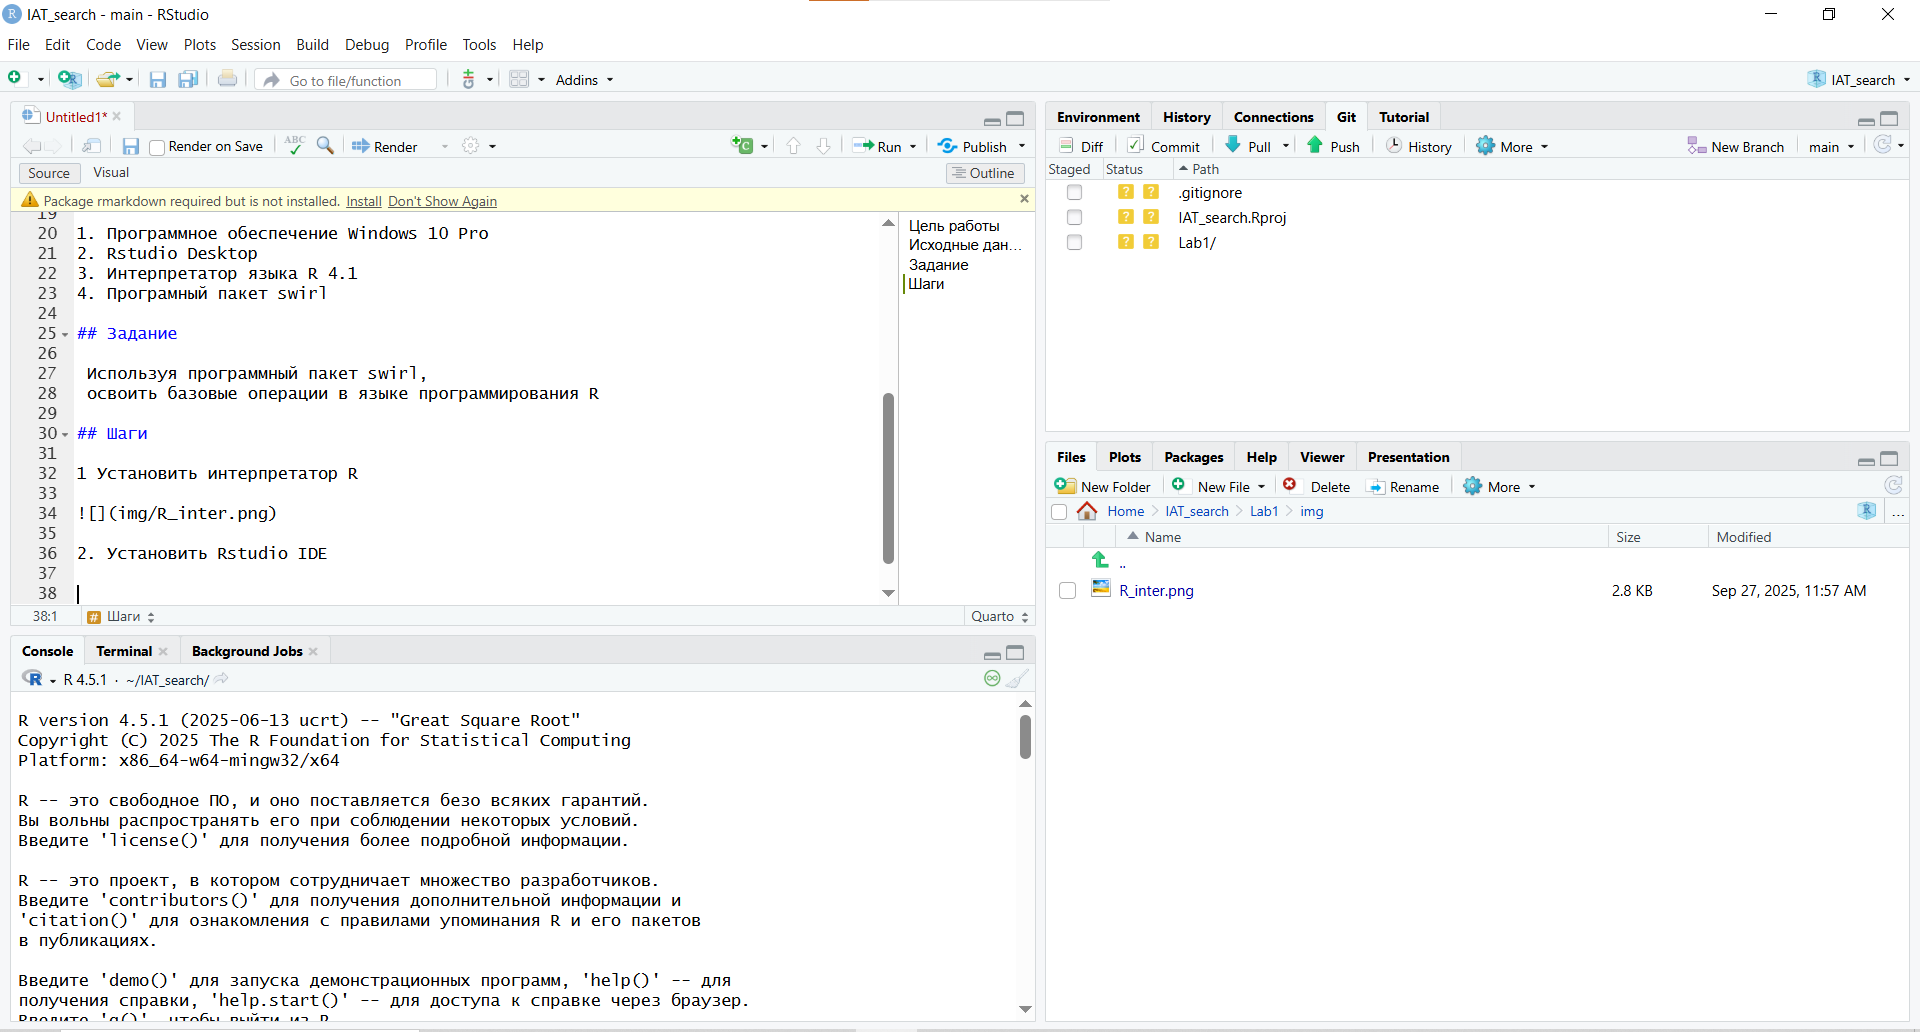 IAT_search - main - RStudio
File Edit Code View Plots Session Build Debug Profile Tools Help
Go to file/function Addins IAT_search
Untitled1*
Render on Save ABC Render Run Publish
Source Visual Outline
Package rmarkdown required but is not installed. Install Don't Show Again
19
20 1. Программное обеспечение Windows 10 Pro
21 2. Rstudio Desktop
22 3. Интерпретатор языка R 4.1
23 4. Програмный пакет swirl
24
25 ## Задание
26
27 Используя программный пакет swirl,
28 освоить базовые операции в языке программирования R
29
30 ## Шаги
31
32 1 Установить интерпретатор R
33
34 ![](img/R_inter.png)
35
36 2. Установить Rstudio IDE
37
38
Цель работы
Исходные дан...
Задание
Шаги
38:1 # Шаги Quarto
Console Terminal Background Jobs
R 4.5.1 · ~/IAT_search/
R version 4.5.1 (2025-06-13 ucrt) -- "Great Square Root"
Copyright (C) 2025 The R Foundation for Statistical Computing
Platform: x86_64-w64-mingw32/x64
R -- это свободное ПО, и оно поставляется безо всяких гарантий.
Вы вольны распространять его при соблюдении некоторых условий.
Введите 'license()' для получения более подробной информации.
R -- это проект, в котором сотрудничает множество разработчиков.
Введите 'contributors()' для получения дополнительной информации и
'citation()' для ознакомления с правилами упоминания R и его пакетов
в публикациях.
Введите 'demo()' для запуска демонстрационных программ, 'help()' -- для
получения справки, 'help.start()' -- для доступа к справке через браузер.
Введите 'q()', чтобы выйти из R.
Environment History Connections Git Tutorial
Diff Commit Pull Push History More New Branch main
Staged Status Path
? ? .gitignore
? ? IAT_search.Rproj
? ? Lab1/
Files Plots Packages Help Viewer Presentation
New Folder New File Delete Rename More
Home IAT_search Lab1 img ...
Name Size Modified
..
R_inter.png 2.8 KB Sep 27, 2025, 11:57 AM